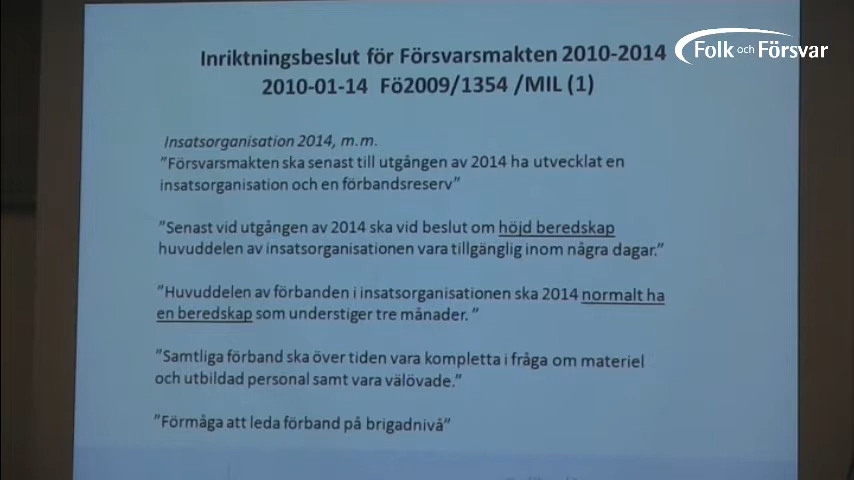 Inriktningsbeslut för Försvarsmakten 2010-2014
Folk och Försvar
2010-01-14 Fö2009/1354 /MIL (1)
Insatsorganisation 2014, m.m.
”Försvarsmakten ska senast till utgången av 2014 ha utvecklat en
insatsorganisation och en förbandsreserv”
”Senast vid utgången av 2014 ska vid beslut om höjd beredskap
huvuddelen av insatsorganisationen vara tillgänglig inom några dagar.”
”Huvuddelen av förbanden i insatsorganisationen ska 2014 normalt ha
en beredskap som understiger tre månader. ”
”Samtliga förband ska över tiden vara kompletta i fråga om materiel
och utbildad personal samt vara välövade.”
”Förmåga att leda förband på brigadnivå”